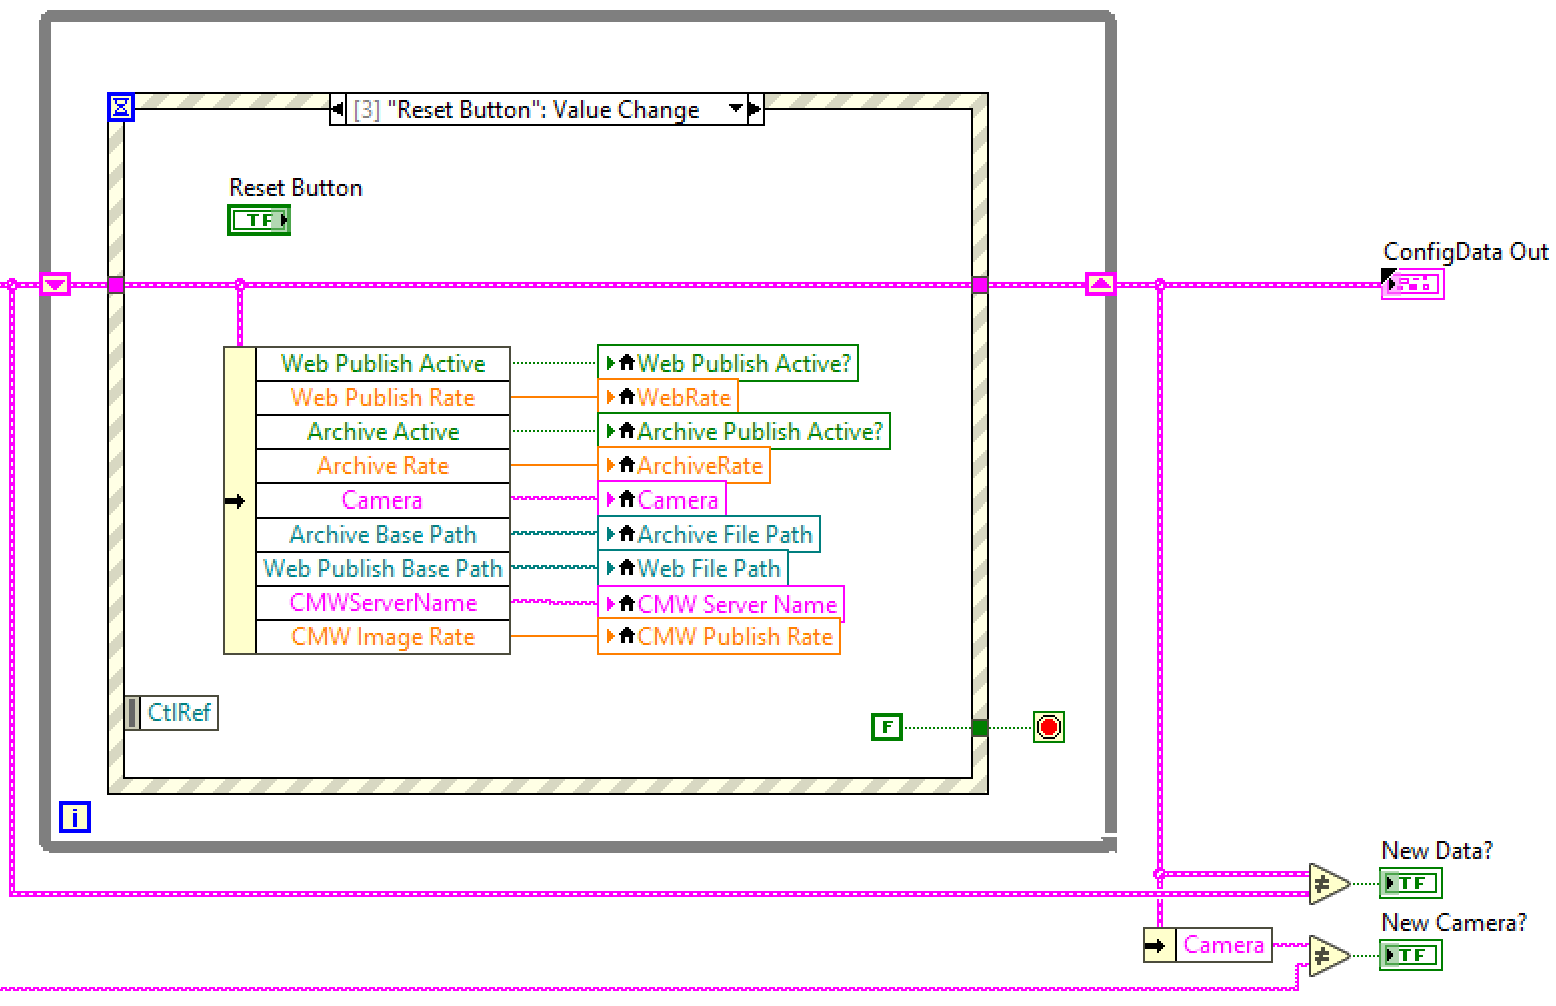 [3] "Reset Button": Value Change
Reset Button
TF
ConfigData Out
Web Publish Active
Web Publish Active?
Web Publish Rate
WebRate
Archive Active
Archive Publish Active?
Archive Rate
ArchiveRate
Camera
Camera
Archive Base Path
Archive File Path
Web Publish Base Path
Web File Path
CMWServerName
CMW Server Name
CMW Image Rate
CMW Publish Rate
CtlRef
F
i
New Data?
TF
New Camera?
Camera
TF